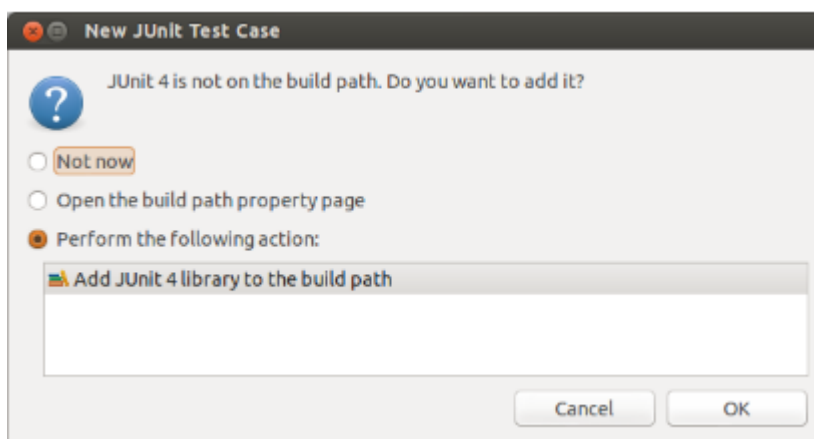 New JUnit Test Case
JUnit 4 is not on the build path. Do you want to add it?
Not now
Open the build path property page
Perform the following action:
Add JUnit 4 library to the build path
Cancel OK